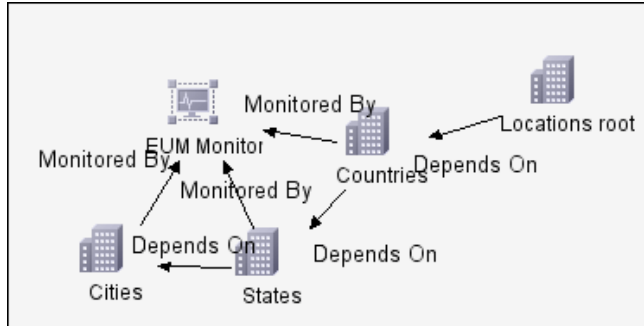 Monitored By
Locations root
EUM Monitor
Monitored By
Countries
Depends On
Monitored By
Depends On
Depends On
Cities
States